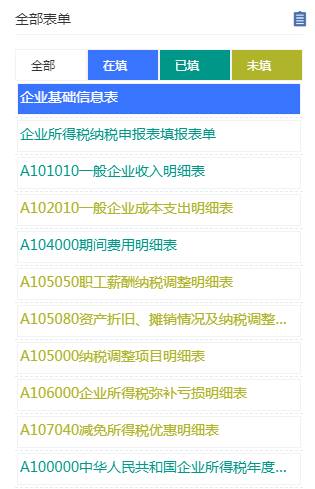 全部表单
全部 在填 已填 未填
企业基础信息表
企业所得税纳税申报表填报表单
A101010一般企业收入明细表
A102010一般企业成本支出明细表
A104000期间费用明细表
A105050职工薪酬纳税调整明细表
A105080资产折旧、摊销情况及纳税调整...
A105000纳税调整项目明细表
A106000企业所得税弥补亏损明细表
A107040减免所得税优惠明细表
A100000中华人民共和国企业所得税年度...